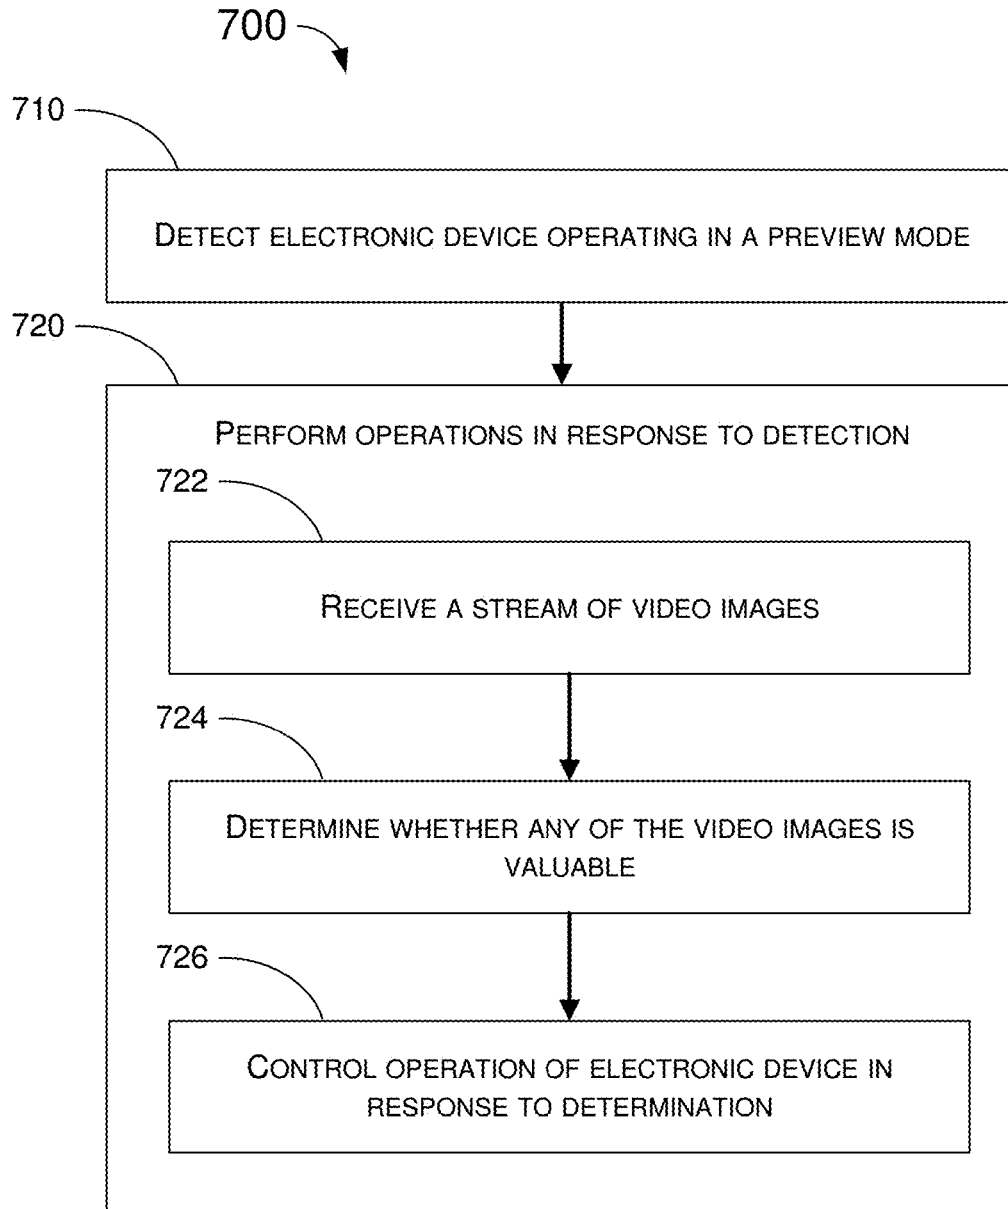 700
710
DETECT ELECTRONIC DEVICE OPERATING IN A PREVIEW MODE
720
PERFORM OPERATIONS IN RESPONSE TO DETECTION
722
RECEIVE A STREAM OF VIDEO IMAGES
724
DETERMINE WHETHER ANY OF THE VIDEO IMAGES IS
VALUABLE
726
CONTROL OPERATION OF ELECTRONIC DEVICE IN
RESPONSE TO DETERMINATION